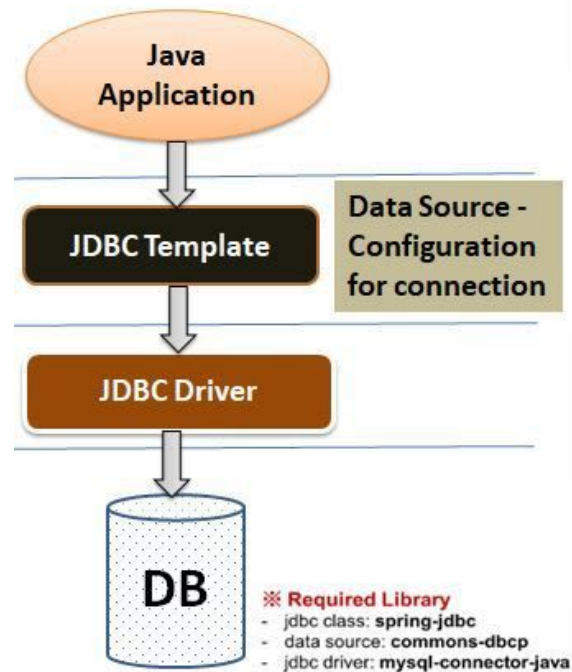 Java
Application
JDBC Template
Data Source -
Configuration
for connection
JDBC Driver
DB
※ Required Library
- jdbc class: spring-jdbc
- data source: commons-dbcp
- jdbc driver: mysql-connector-java